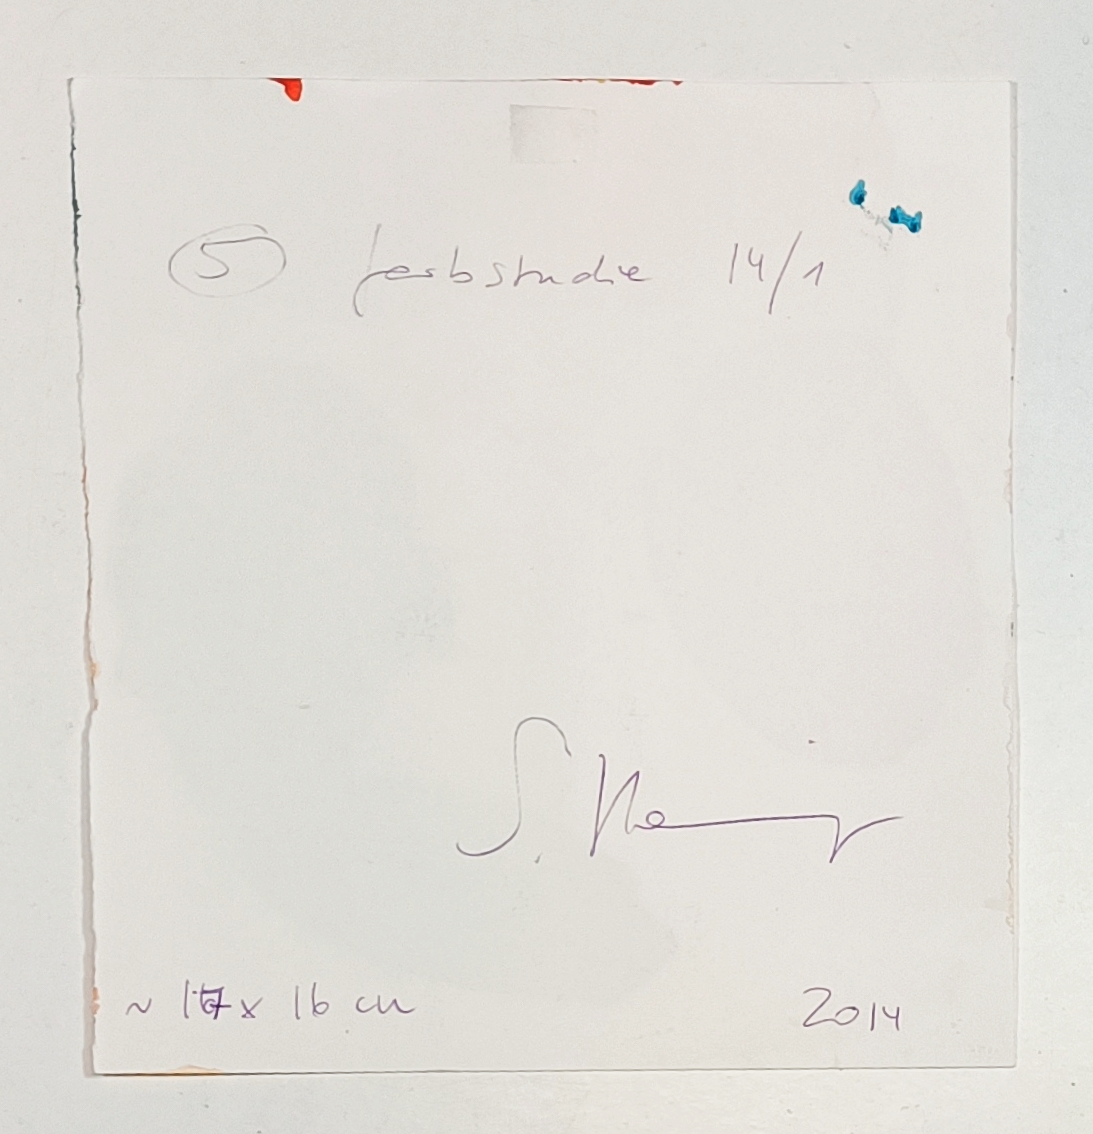 5 Farbstudie 14/1
S.
~ 17 x 16 cm 2014